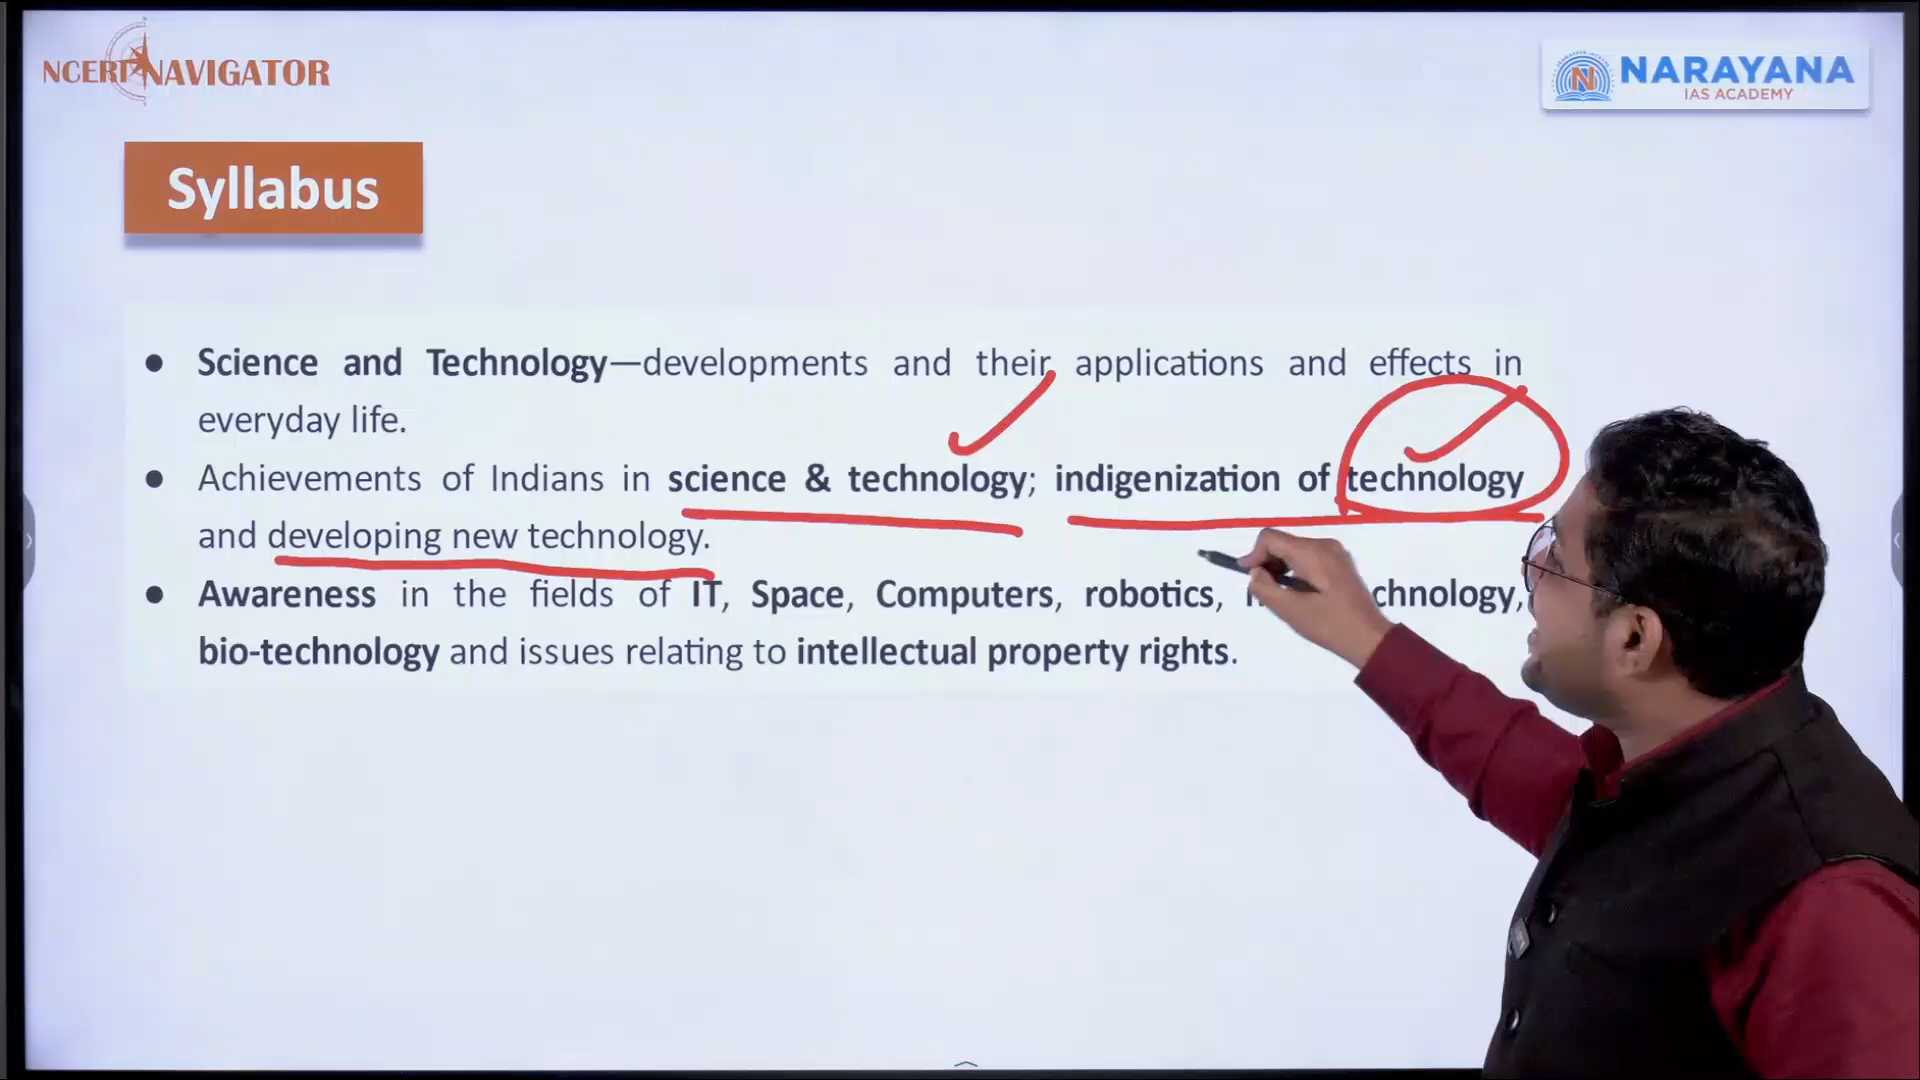 NCERT NAVIGATOR
NARAYANA
IAS ACADEMY
Syllabus
● Science and Technology—developments and their applications and effects in
everyday life.
● Achievements of Indians in science & technology; indigenization of technology
and developing new technology.
● Awareness in the fields of IT, Space, Computers, robotics,
bio-technology and issues relating to intellectual property rights.